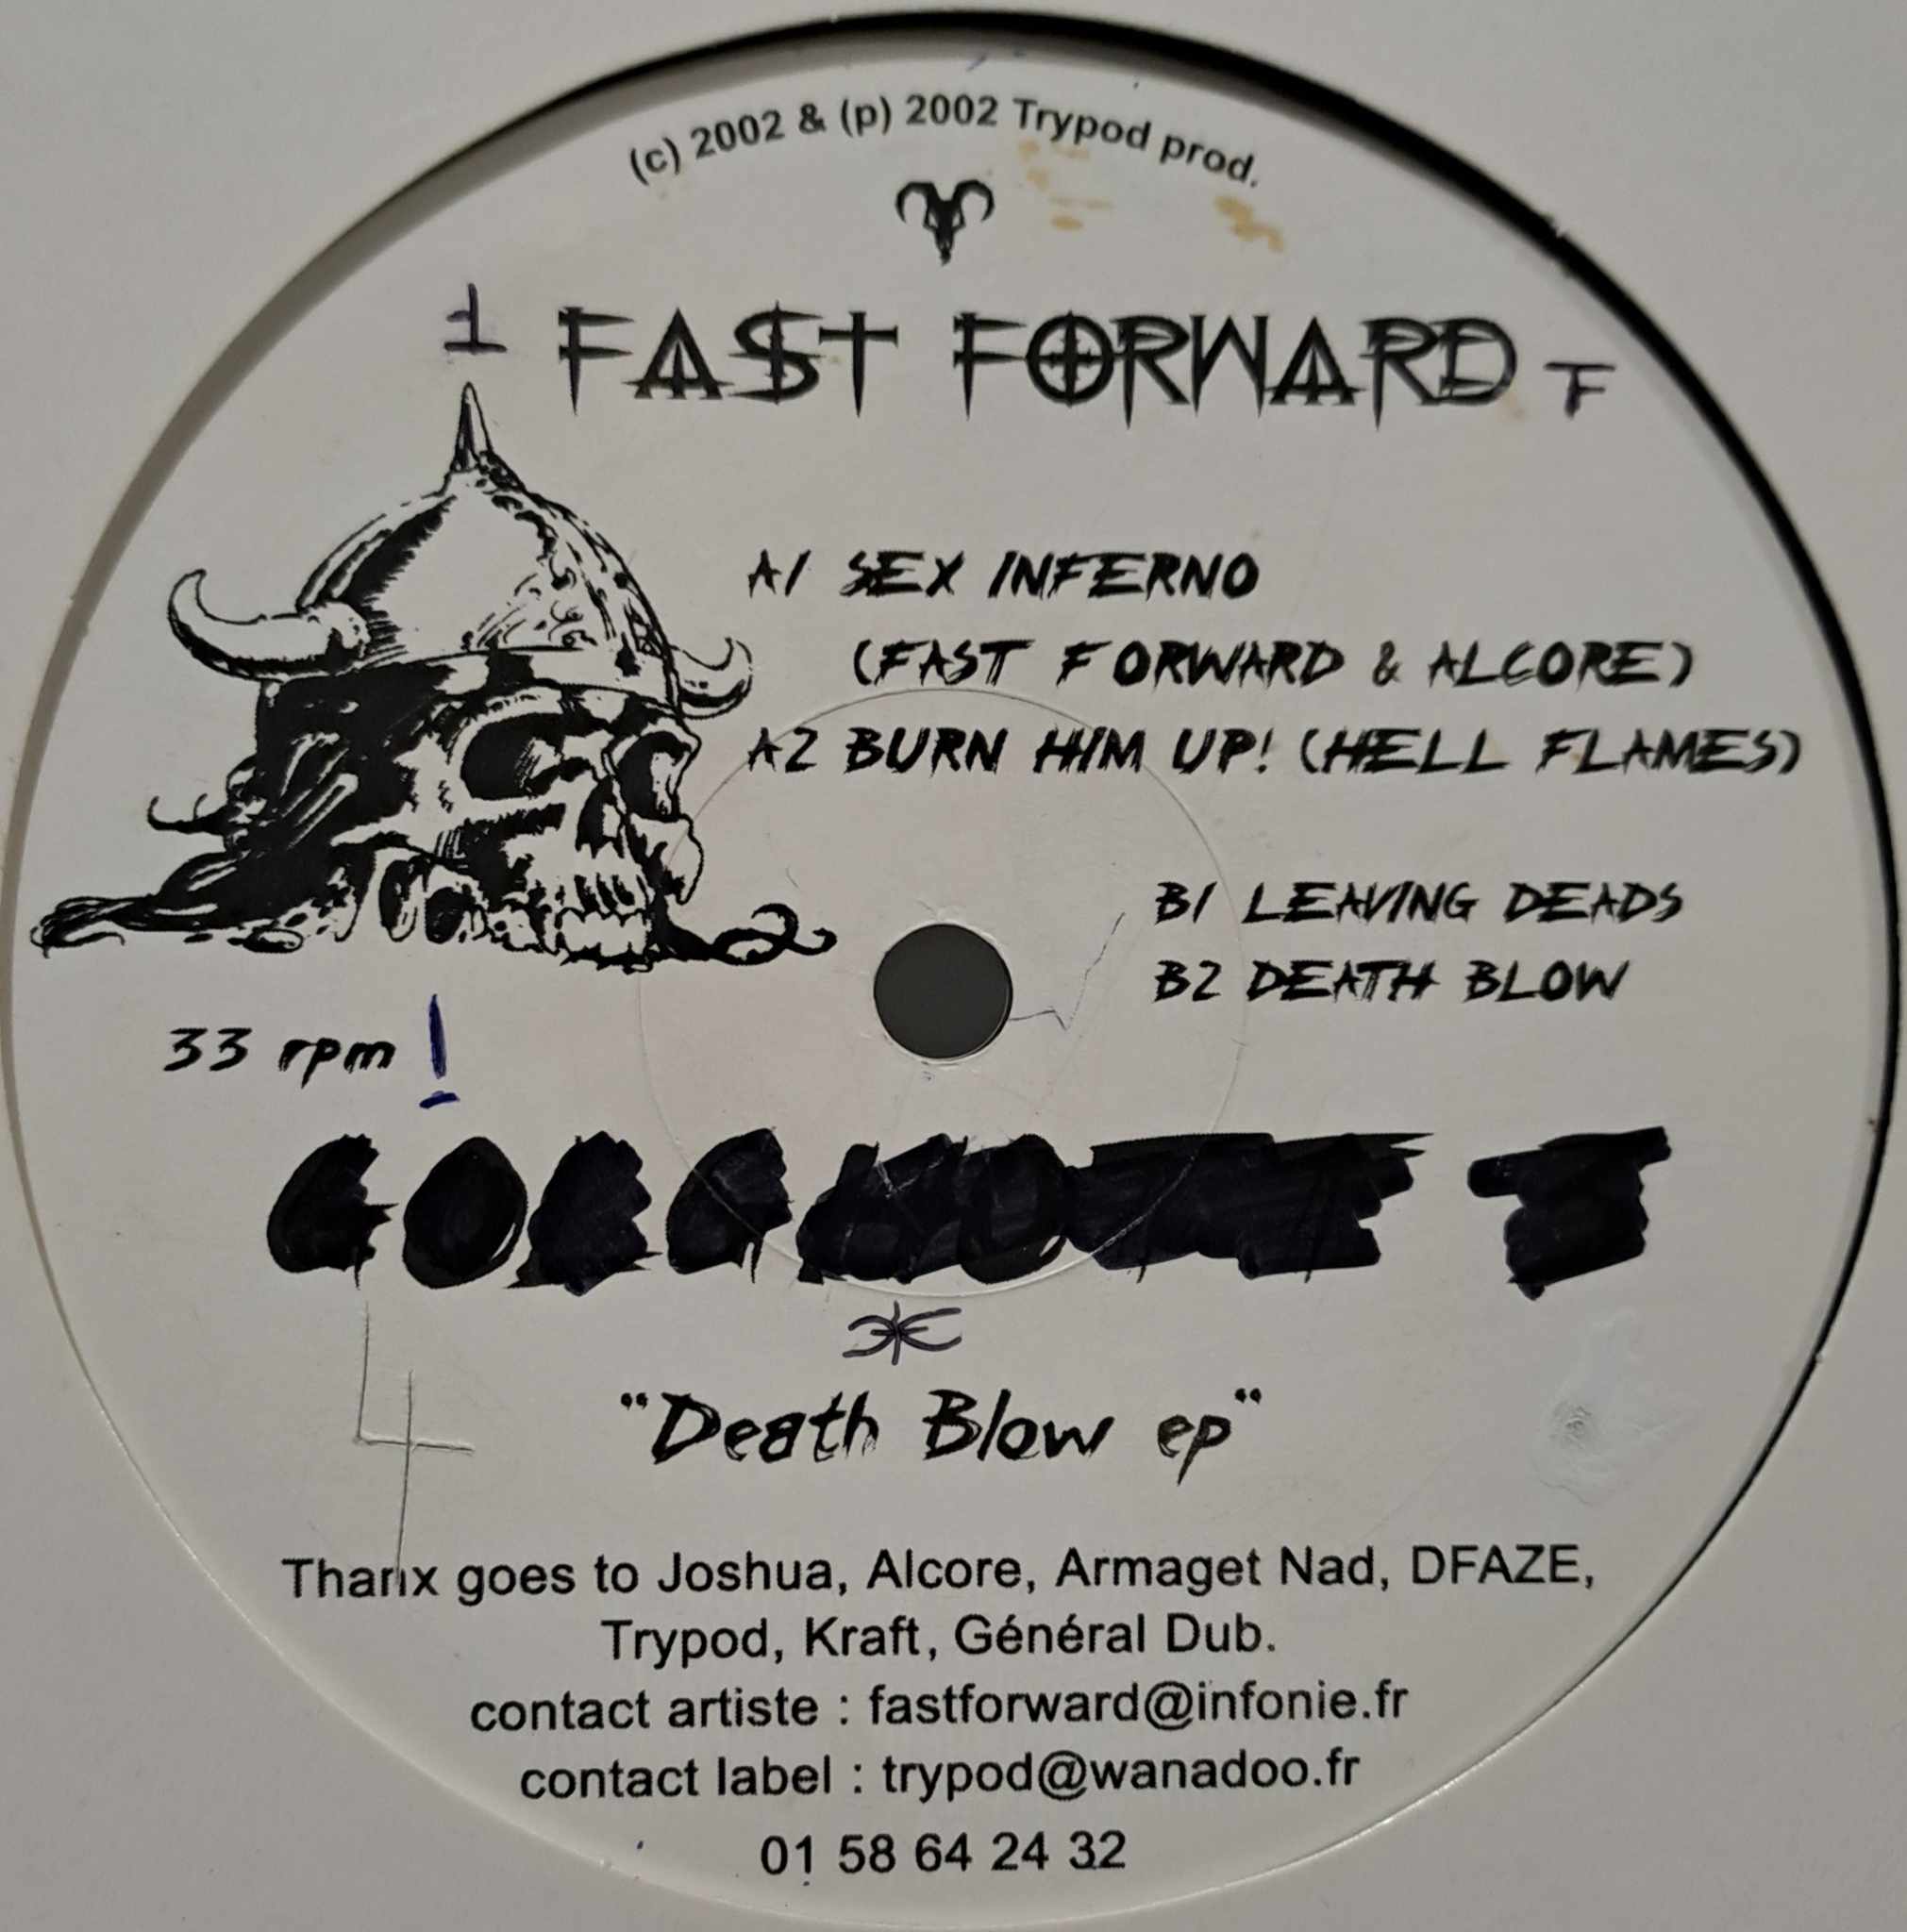 (c) 2002 & (p) 2002 Trypod prod.
1 FAST FORWARD
A1 SEX INFERNO
(FAST FORWARD & ALCORE)
A2 BURN HIM UP! (HELL FLAMES)
B1 LEAVING DEADS
B2 DEATH BLOW
33 rpm !
4
"Death Blow ep"
Thanx goes to Joshua, Alcore, Armaget Nad, DFAZE,
Trypod, Kraft, Général Dub.
contact artiste : fastforward@infonie.fr
contact label : trypod@wanadoo.fr
01 58 64 24 32